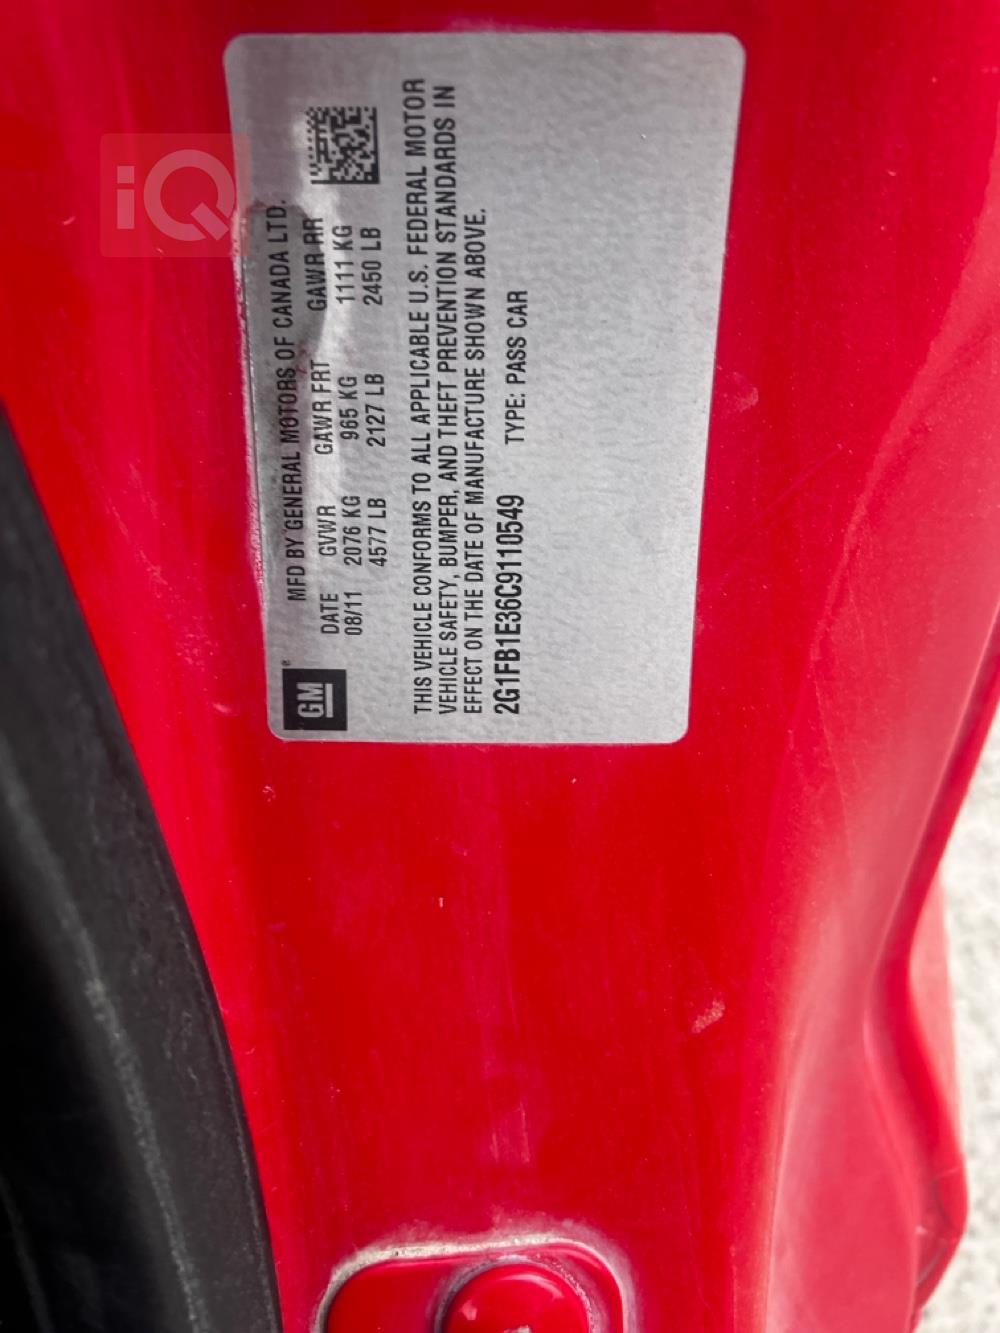 iQ
GM
MFD BY GENERAL MOTORS OF CANADA LTD.
DATE GVWR GAWR FRT GAWR RR
08/11 2076 KG 965 KG 1111 KG
4577 LB 2127 LB 2450 LB
THIS VEHICLE CONFORMS TO ALL APPLICABLE U.S. FEDERAL MOTOR
VEHICLE SAFETY, BUMPER, AND THEFT PREVENTION STANDARDS IN
EFFECT ON THE DATE OF MANUFACTURE SHOWN ABOVE.
2G1FB1E36C9110549 TYPE: PASS CAR